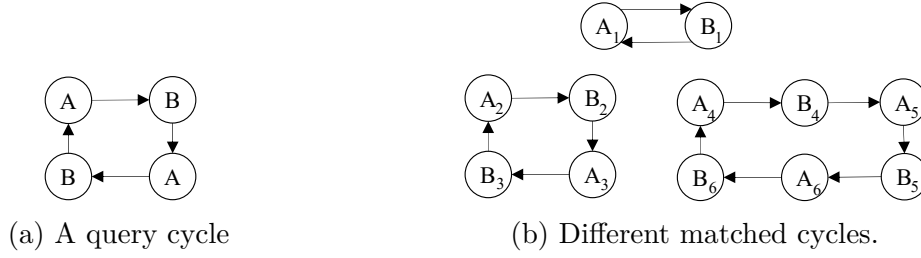 A₁ B₁
A B
A₂ B₂
A₄ B₄ A₅
B A
B₃ A₃
B₆ A₆ B₅
(a) A query cycle
(b) Different matched cycles.